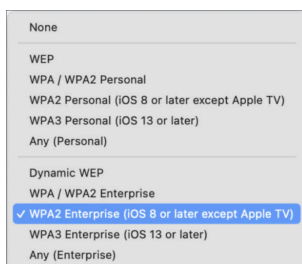 None
WEP
WPA / WPA2 Personal
WPA2 Personal (iOS 8 or later except Apple TV)
WPA3 Personal (iOS 13 or later)
Any (Personal)
Dynamic WEP
WPA / WPA2 Enterprise
✓ WPA2 Enterprise (iOS 8 or later except Apple TV)
WPA3 Enterprise (iOS 13 or later)
Any (Enterprise)